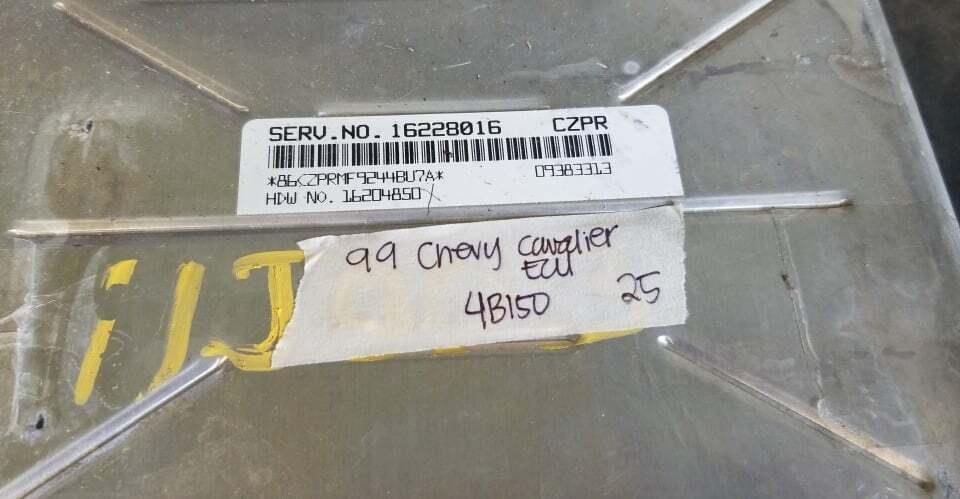 SERV.NO. 16228016 CZPR
*86CZPRMF9244BU7A* 09383313
HDW NO. 16204850
99 Chevy Cavalier
ECU
4B150 25